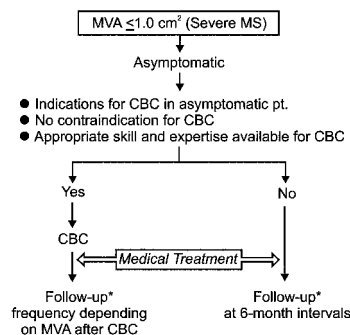 MVA ≤1.0 cm² (Severe MS)
Asymptomatic
● Indications for CBC in asymptomatic pt.
● No contraindication for CBC
● Appropriate skill and expertise available for CBC
Yes
No
CBC
Medical Treatment
Follow-up*
frequency depending
on MVA after CBC
Follow-up*
at 6-month intervals